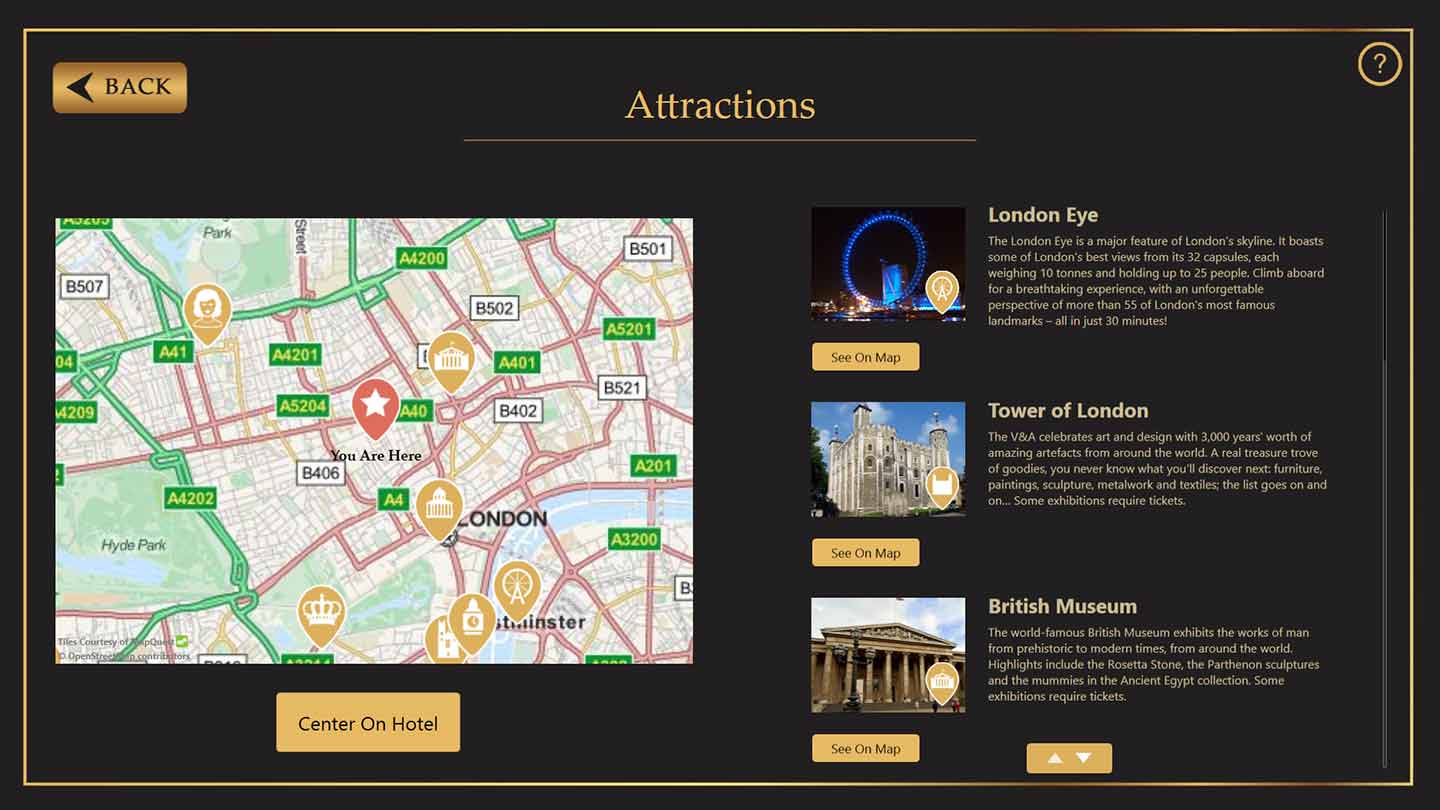 BACK
?
Attractions
Park
Street
A4200
B501
B507
B502
A5201
A41
A4201
A401
04
B521
A4209
A5204
A40
B402
You Are Here
B406
A201
A4202
A4
LONDON
A3200
Hyde Park
Tiles Courtesy of MapQuest
© OpenStreetMap contributors
Center On Hotel
London Eye
The London Eye is a major feature of London's skyline. It boasts
some of London's best views from its 32 capsules, each
weighing 10 tonnes and holding up to 25 people. Climb aboard
for a breathtaking experience, with an unforgettable
perspective of more than 55 of London's most famous
landmarks – all in just 30 minutes!
See On Map
Tower of London
The V&A celebrates art and design with 3,000 years' worth of
amazing artefacts from around the world. A real treasure trove
of goodies, you never know what you'll discover next: furniture,
paintings, sculpture, metalwork and textiles; the list goes on and
on... Some exhibitions require tickets.
See On Map
British Museum
The world-famous British Museum exhibits the works of man
from prehistoric to modern times, from around the world.
Highlights include the Rosetta Stone, the Parthenon sculptures
and the mummies in the Ancient Egypt collection. Some
exhibitions require tickets.
See On Map